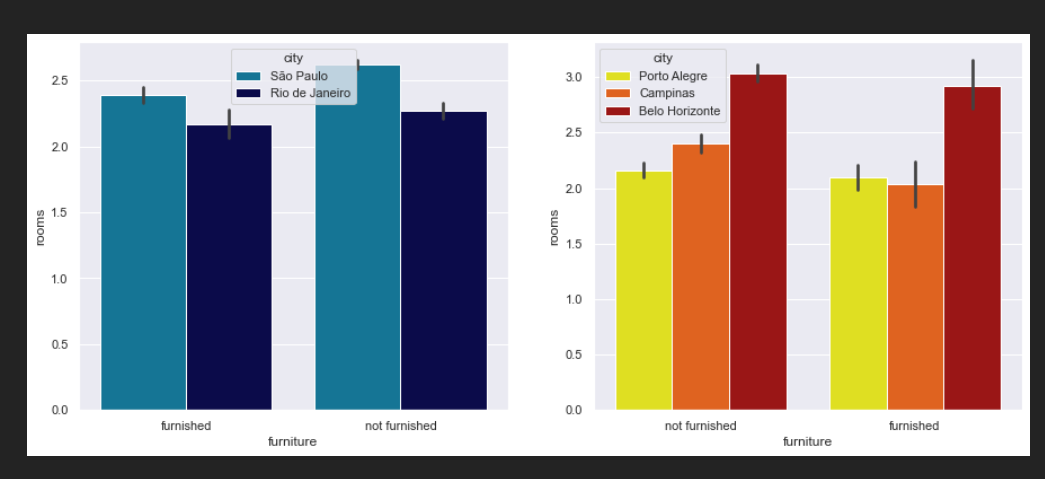 city
São Paulo
Rio de Janeiro
2.5
2.0
1.5
1.0
0.5
0.0
rooms
furnished
not furnished
furniture
city
Porto Alegre
Campinas
Belo Horizonte
3.0
2.5
2.0
1.5
1.0
0.5
0.0
rooms
not furnished
furnished
furniture